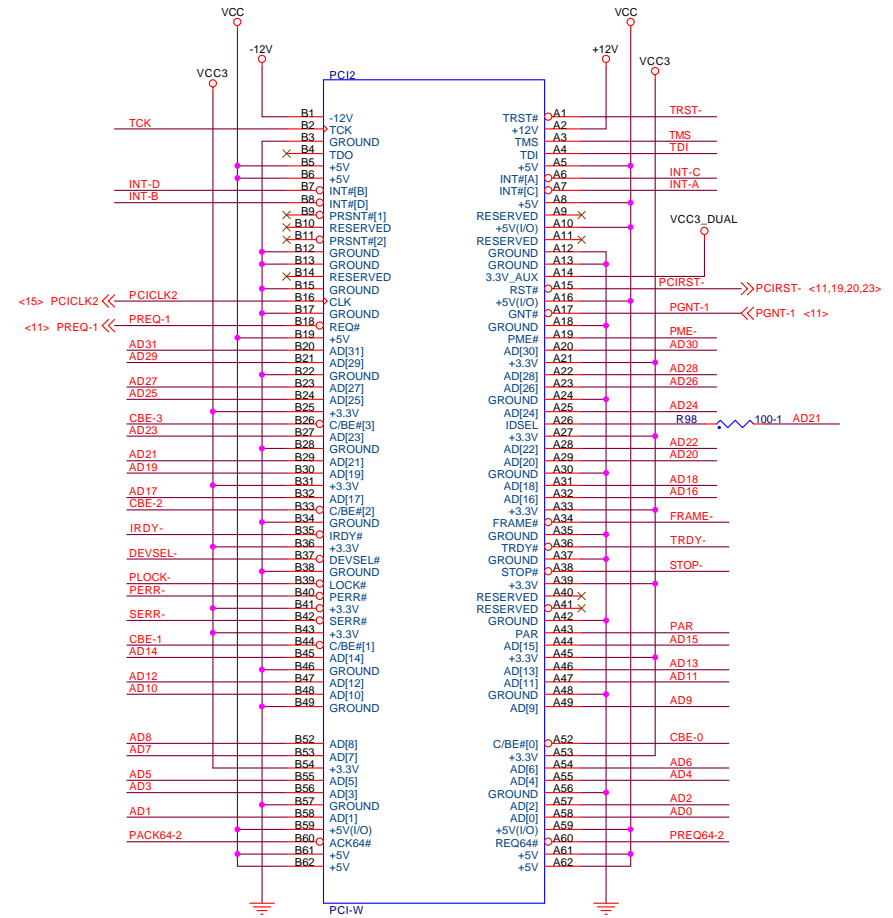 VCC VCC
-12V +12V
VCC3 VCC3
PCI2
B1 -12V TRST# A1 TRST-
TCK B2 TCK +12V A2
B3 GROUND TMS A3 TMS
B4 TDO TDI A4 TDI
B5 +5V +5V A5
B6 +5V INT#[A] A6 INT-C
INT-D B7 INT#[B] INT#[C] A7 INT-A
INT-B B8 INT#[D] +5V A8
B9 PRSNT#[1] RESERVED A9
B10 RESERVED +5V(I/O) A10
B11 PRSNT#[2] RESERVED A11
VCC3_DUAL
B12 GROUND GROUND A12
B13 GROUND GROUND A13
B14 RESERVED 3.3V_AUX A14
B15 GROUND RST# A15 PCIRST- PCIRST- <11,19,20,23>
<15> PCICLK2 PCICLK2 B16 CLK +5V(I/O) A16
B17 GROUND GNT# A17 PGNT-1 PGNT-1 <11>
<11> PREQ-1 PREQ-1 B18 REQ# GROUND A18
B19 +5V PME# A19 PME-
AD31 B20 AD[31] AD[30] A20 AD30
AD29 B21 AD[29] +3.3V A21
B22 GROUND AD[28] A22 AD28
AD27 B23 AD[27] AD[26] A23 AD26
AD25 B24 AD[25] GROUND A24
B25 +3.3V AD[24] A25 AD24
CBE-3 B26 C/BE#[3] IDSEL A26 R98 100-1 AD21
AD23 B27 AD[23] +3.3V A27
B28 GROUND AD[22] A28 AD22
AD21 B29 AD[21] AD[20] A29 AD20
AD19 B30 AD[19] GROUND A30
B31 +3.3V AD[18] A31 AD18
AD17 B32 AD[17] AD[16] A32 AD16
CBE-2 B33 C/BE#[2] +3.3V A33
B34 GROUND FRAME# A34 FRAME-
IRDY- B35 IRDY# GROUND A35
B36 +3.3V TRDY# A36 TRDY-
DEVSEL- B37 DEVSEL# GROUND A37
B38 GROUND STOP# A38 STOP-
PLOCK- B39 LOCK# +3.3V A39
PERR- B40 PERR# RESERVED A40
B41 +3.3V RESERVED A41
SERR- B42 SERR# GROUND A42
B43 +3.3V PAR A43 PAR
CBE-1 B44 C/BE#[1] AD[15] A44 AD15
AD14 B45 AD[14] +3.3V A45
B46 GROUND AD[13] A46 AD13
AD12 B47 AD[12] AD[11] A47 AD11
AD10 B48 AD[10] GROUND A48
B49 GROUND AD[9] A49 AD9
AD8 B52 AD[8] C/BE#[0] A52 CBE-0
AD7 B53 AD[7] +3.3V A53
B54 +3.3V AD[6] A54 AD6
AD5 B55 AD[5] AD[4] A55 AD4
AD3 B56 AD[3] GROUND A56
B57 GROUND AD[2] A57 AD2
AD1 B58 AD[1] AD[0] A58 AD0
B59 +5V(I/O) +5V(I/O) A59
PACK64-2 B60 ACK64# REQ64# A60 PREQ64-2
B61 +5V +5V A61
B62 +5V +5V A62
PCI-W